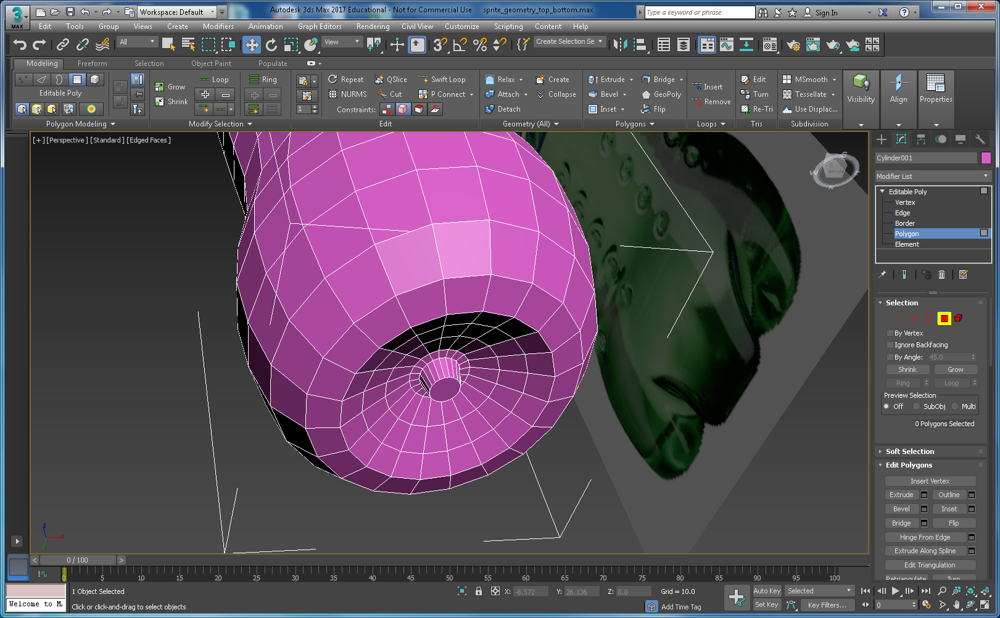 3
MAX
Workspace: Default
Autodesk 3ds Max 2017 Educational - Not for Commercial Use    sprite_geometry_top_bottom.max
Type a keyword or phrase
Sign In
Edit Tools Group Views Create Modifiers Animation Graph Editors Rendering Civil View Customize Scripting Content Help
All
View
Create Selection Se
Modeling Freeform Selection Object Paint Populate
Grow Loop Ring Repeat QSlice Swift Loop Relax Create Extrude Bridge Insert Edit MSmooth
Editable Poly
Shrink NURMS Cut P Connect Attach Collapse Bevel GeoPoly Remove Turn Tessellate
Visibility Align Properties
1 Constraints: Detach Inset Flip Re-Tri Use Displac...
Polygon Modeling Modify Selection Edit Geometry (All) Polygons Loops Tris Subdivision
[+] [Perspective ] [Standard ] [Edged Faces ]
S
W
E
N
Cylinder001
Modifier List
Editable Poly
Vertex
Edge
Border
Polygon
Element
Selection
By Vertex
Ignore Backfacing
By Angle: 45.0
Shrink Grow
Ring Loop
Preview Selection
Off SubObj Multi
0 Polygons Selected
Soft Selection
Edit Polygons
Insert Vertex
Extrude Outline
Bevel Inset
Bridge Flip
Hinge From Edge
Extrude Along Spline
Edit Triangulation
Retriangulate Turn
z
x
y
< 0 / 100 >
0 5 10 15 20 25 30 35 40 45 50 55 60 65 70 75 80 85 90 95 100
1 Object Selected
X: -8.572 Y: 26.136 Z: 0.0 Grid = 10.0
Auto Key Selected
Welcome to M
Click or click-and-drag to select objects
Add Time Tag
Set Key Key Filters...
0